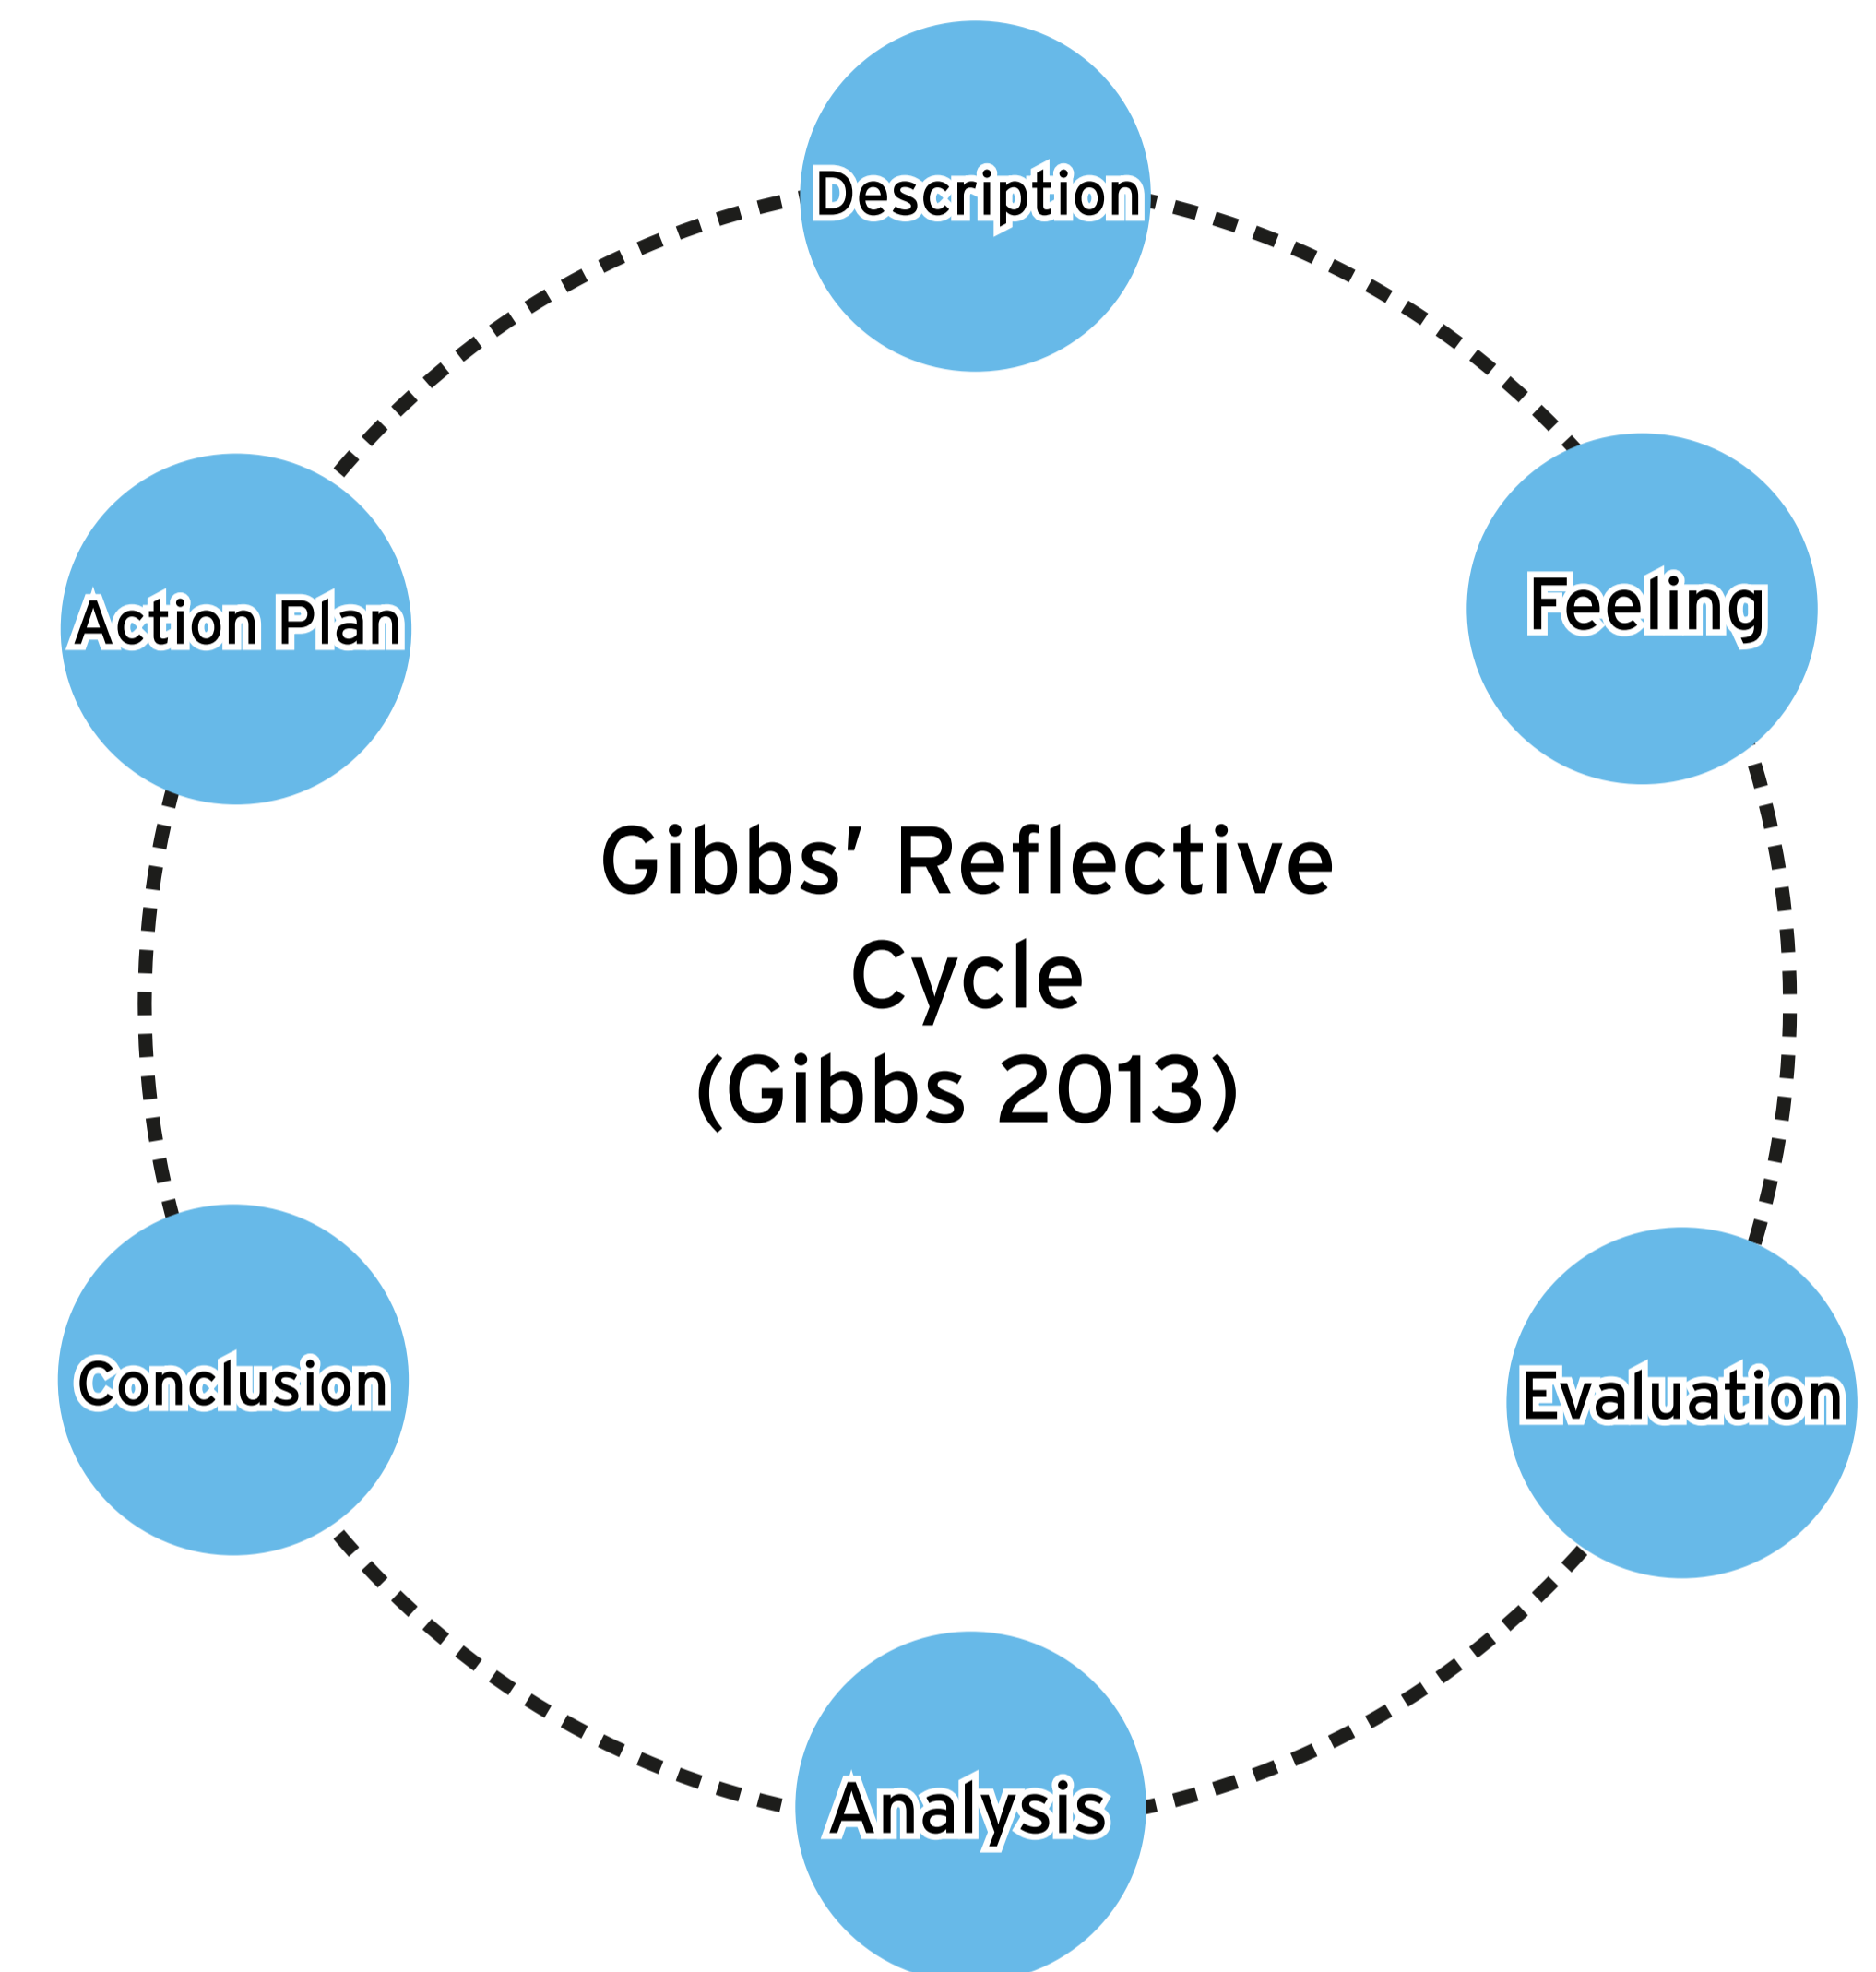 Description
Feeling
Action Plan
Gibbs' Reflective
Cycle
(Gibbs 2013)
Conclusion
Evaluation
Analysis